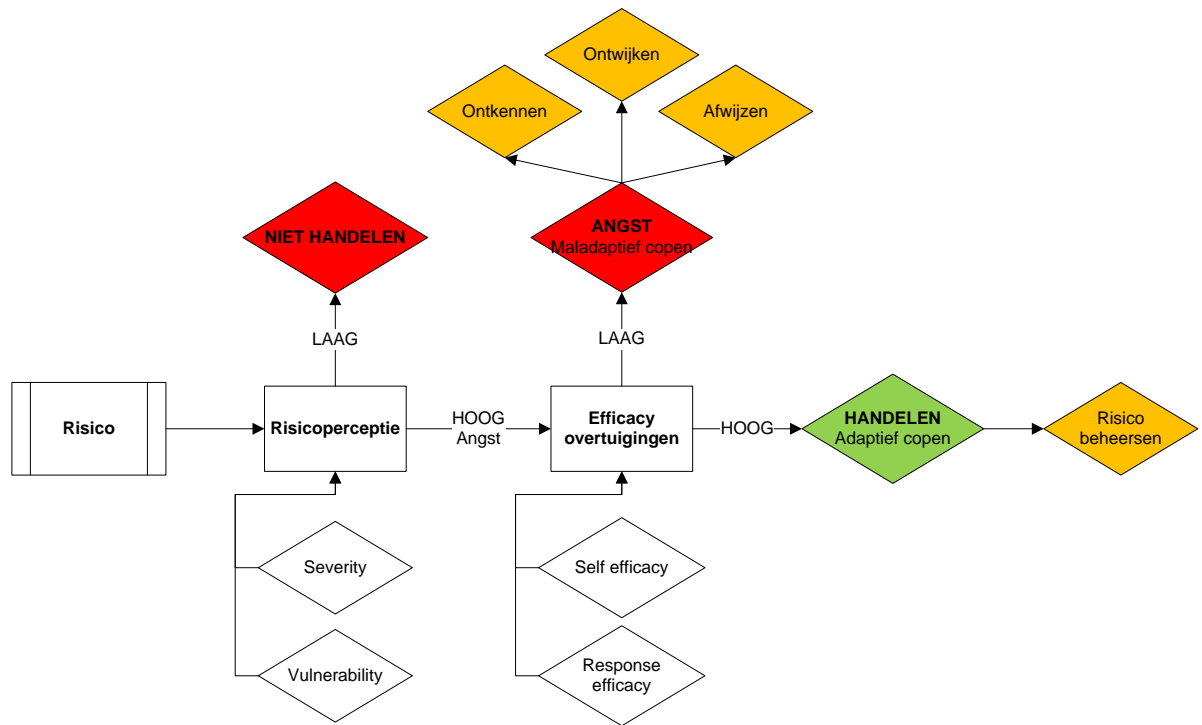 Ontwijken
Ontkennen
Afwijzen
NIET HANDELEN
ANGST
Maladaptief copen
LAAG
LAAG
Risico
Risicoperceptie
HOOG
Angst
Efficacy
overtuigingen
HOOG
HANDELEN
Adaptief copen
Risico
beheersen
Severity
Self efficacy
Vulnerability
Response
efficacy